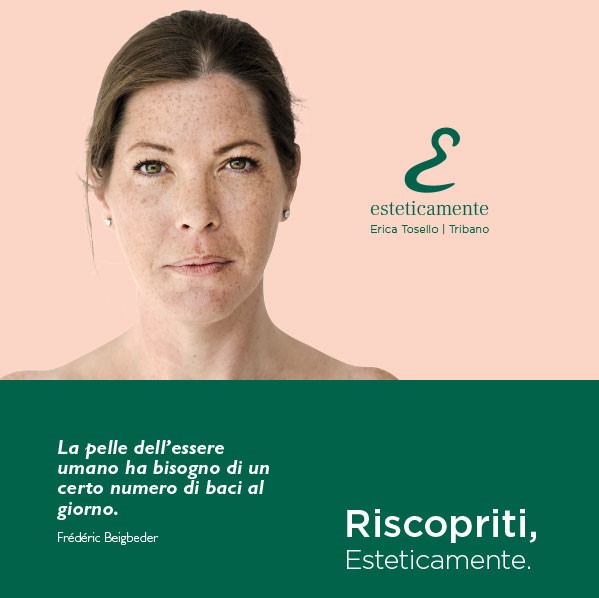 esteticamente
Erica Tosello | Tribano
La pelle dell'essere
umano ha bisogno di un
certo numero di baci al
giorno.
Frédéric Beigbeder
Riscopriti,
Esteticamente.